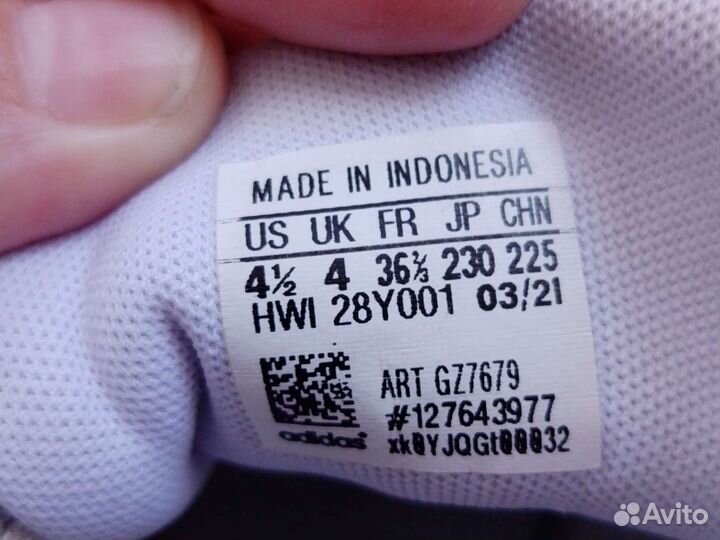 MADE IN INDONESIA
US UK FR JP CHN
4½ 4 36⅔ 230 225
HWI 28Y001 03/21
ART GZ7679
#127643977
adidas
Avito